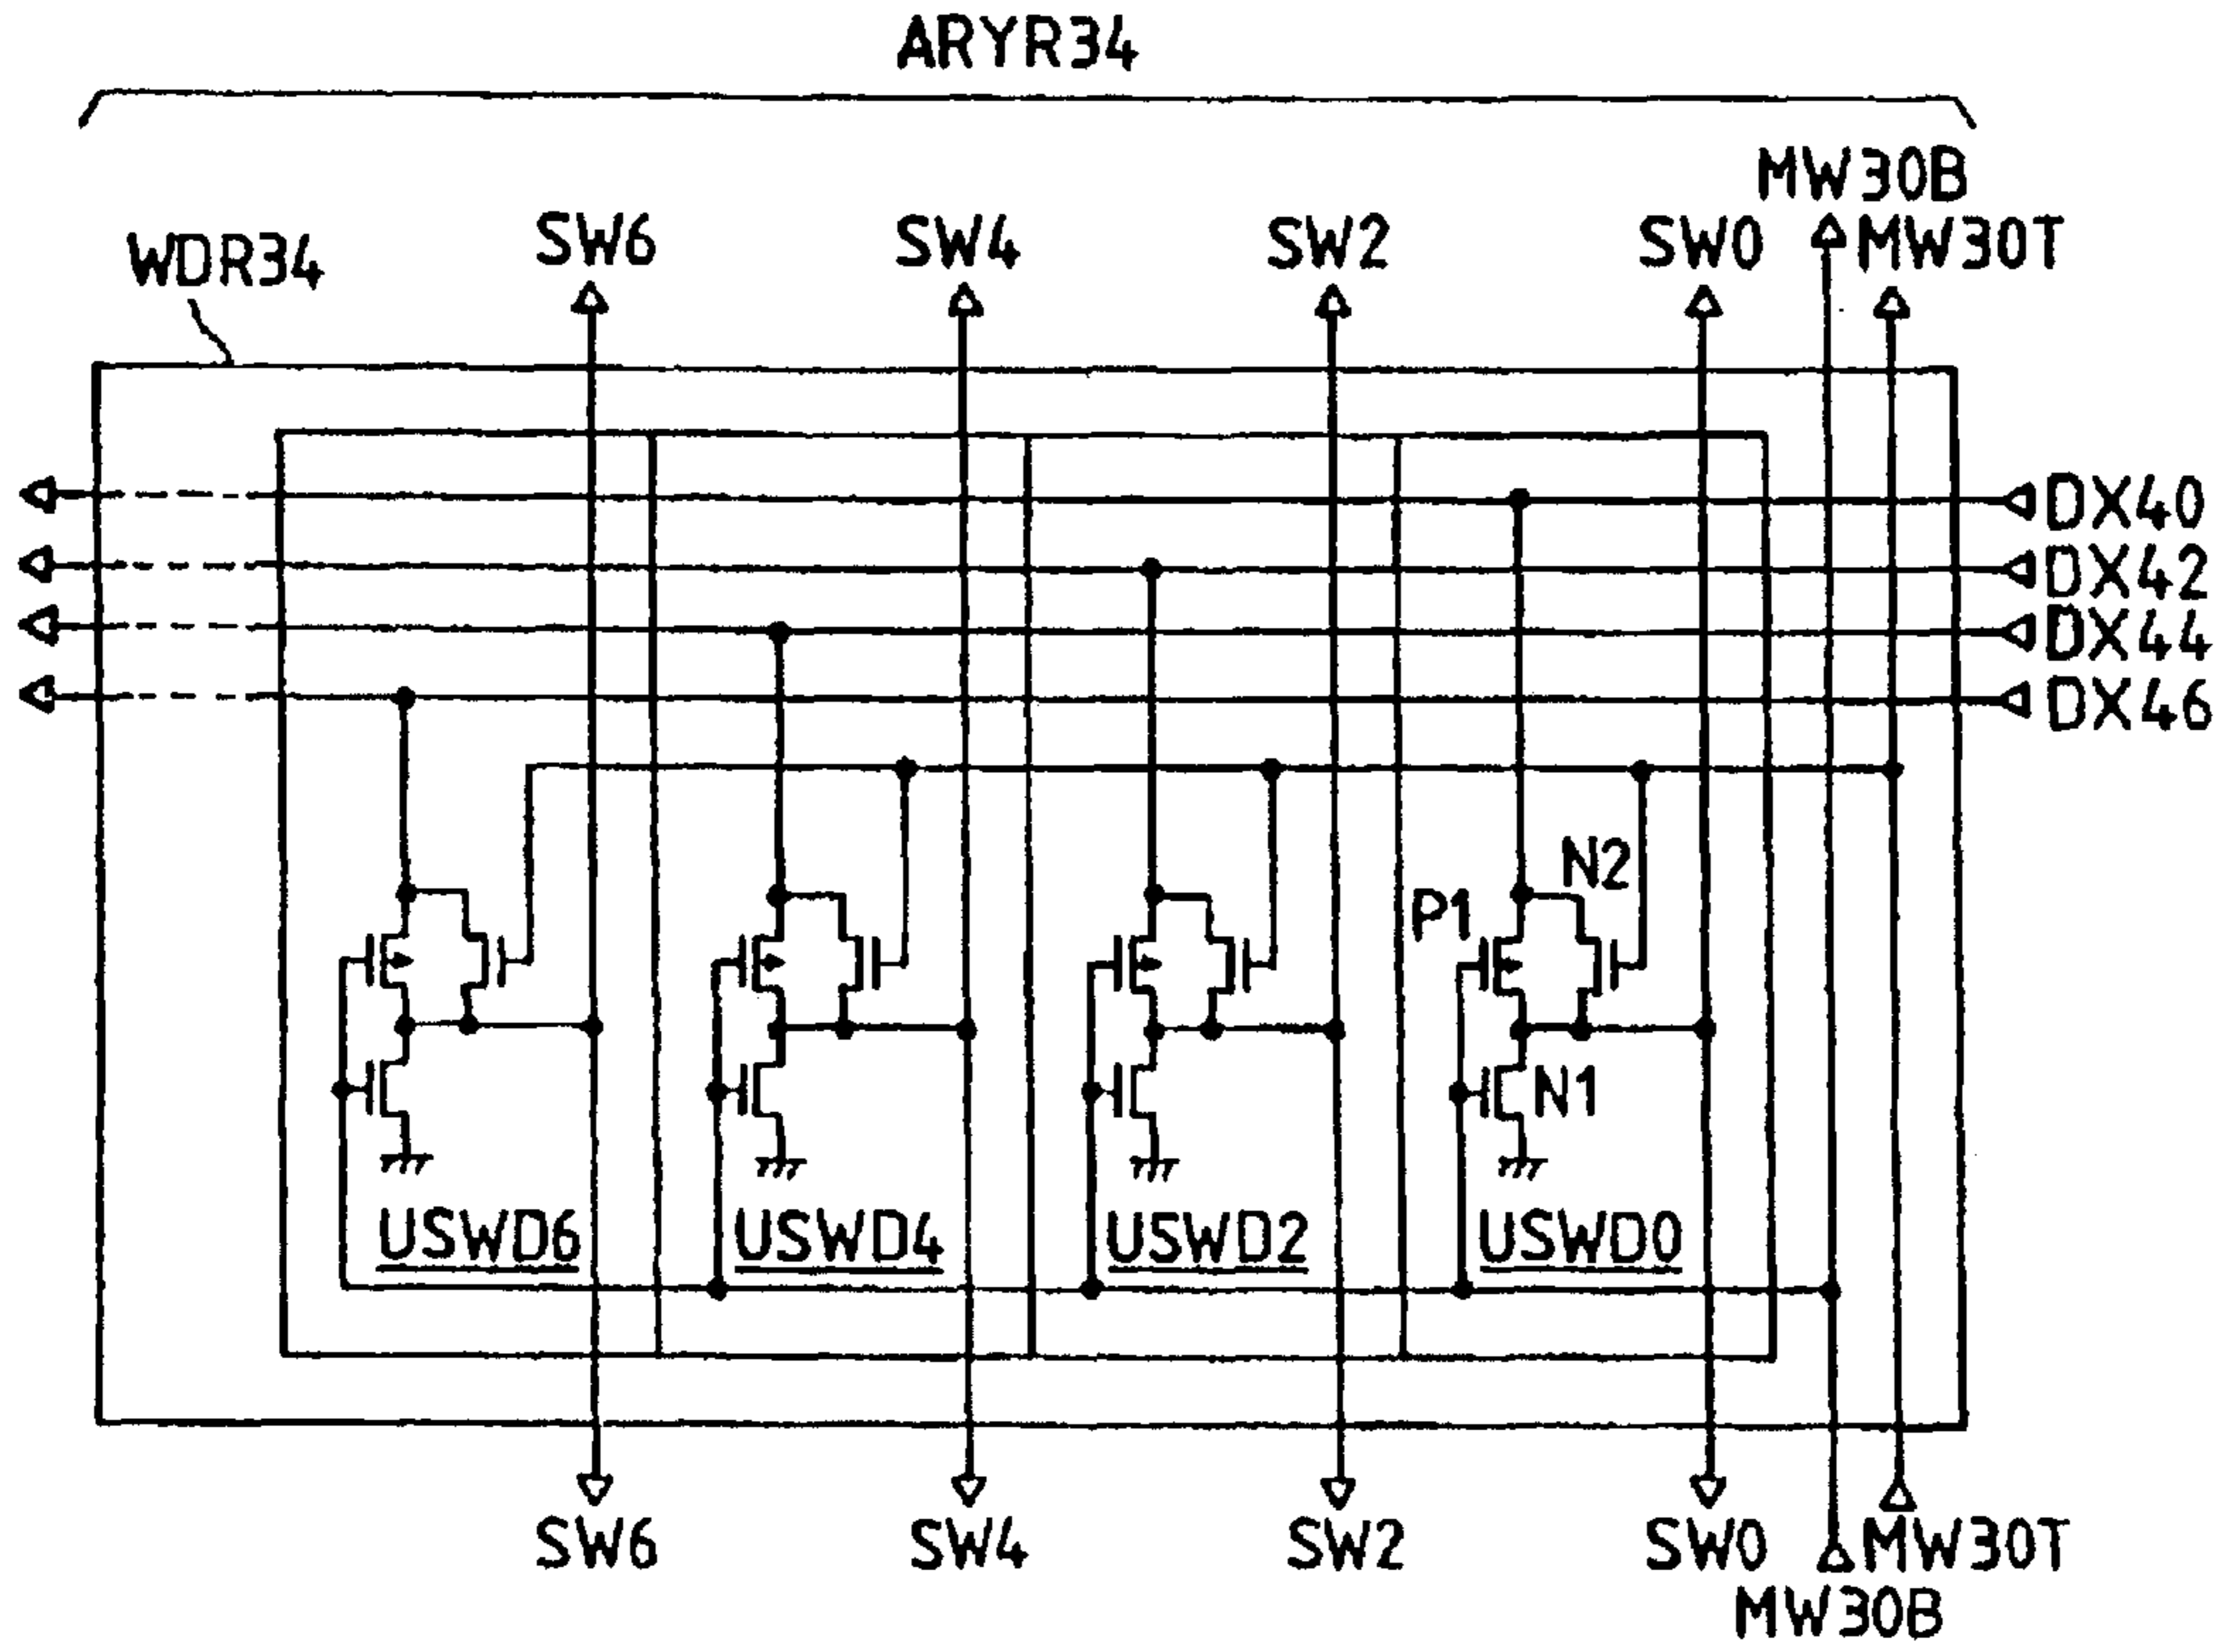 ARYR34
MW30B
SW6 SW4 SW2 SW0 MW30T
WDR34
DX40
DX42
DX44
DX46
N2
P1
N1
USWD6 USWD4 USWD2 USWD0
SW6 SW4 SW2 SW0 MW30T
MW30B